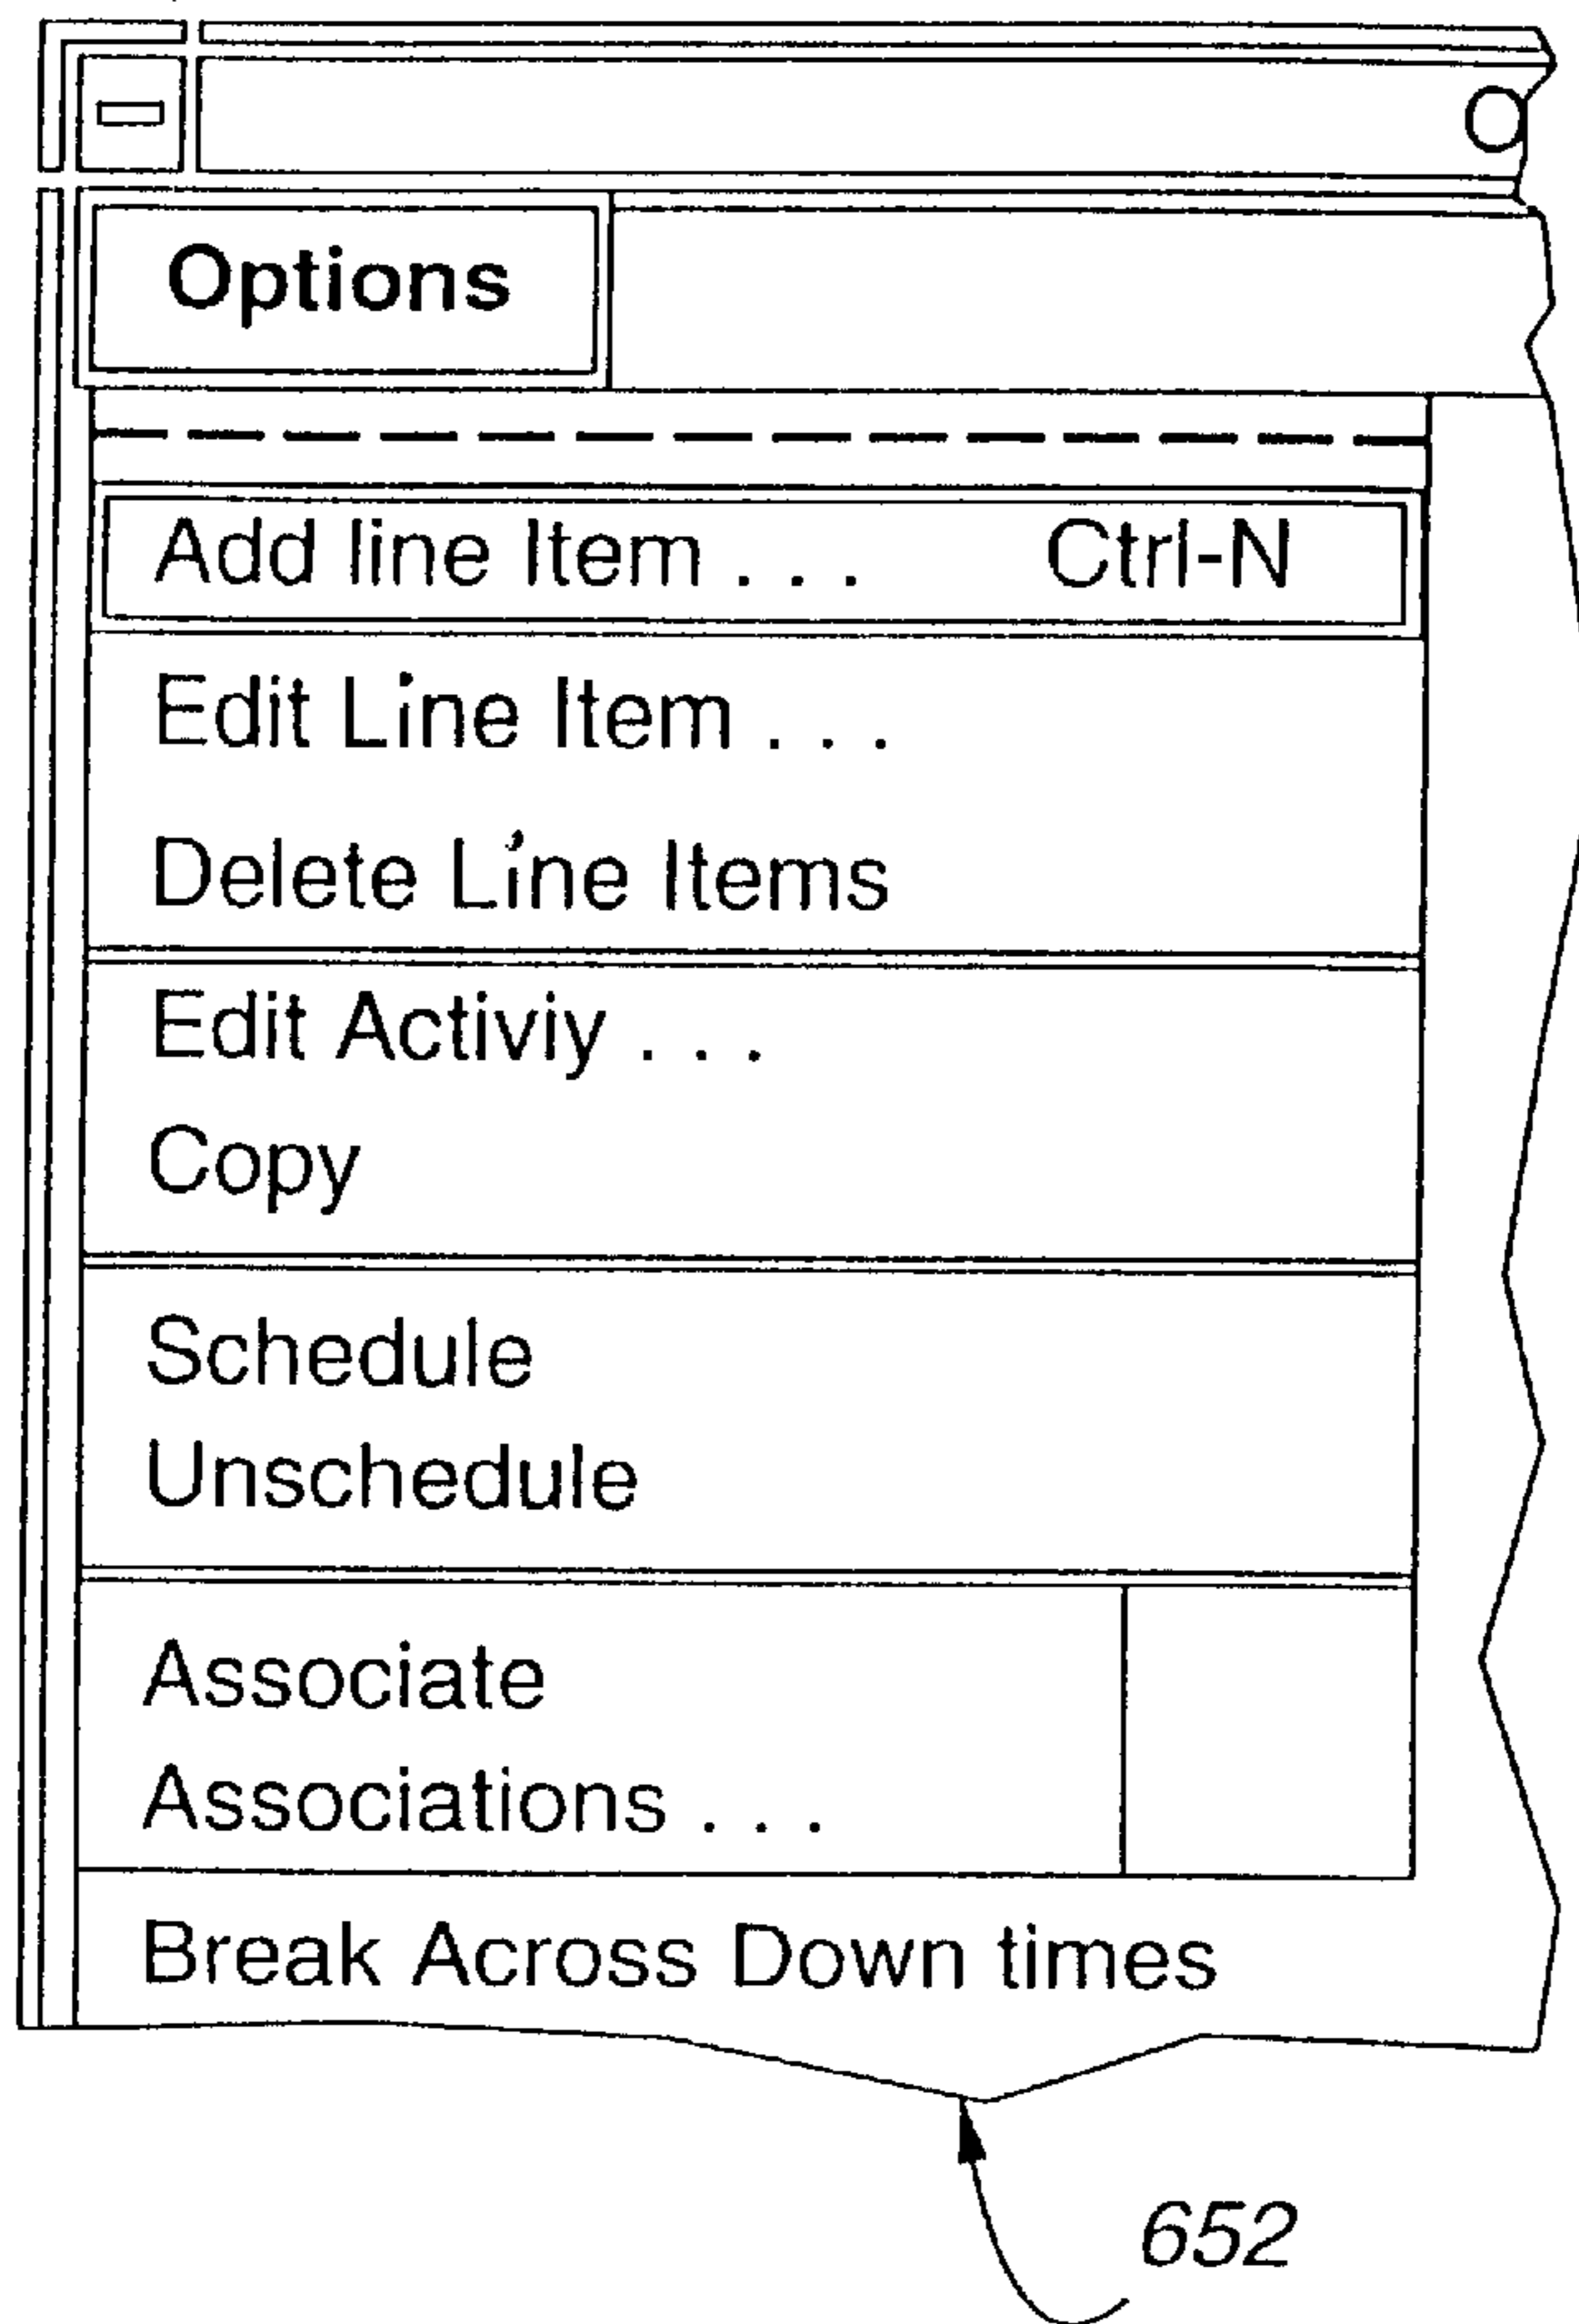 Options
Add line Item . . . Ctrl-N
Edit Line Item . . .
Delete Line Items
Edit Activiy . . .
Copy
Schedule
Unschedule
Associate
Associations . . .
Break Across Down times
652